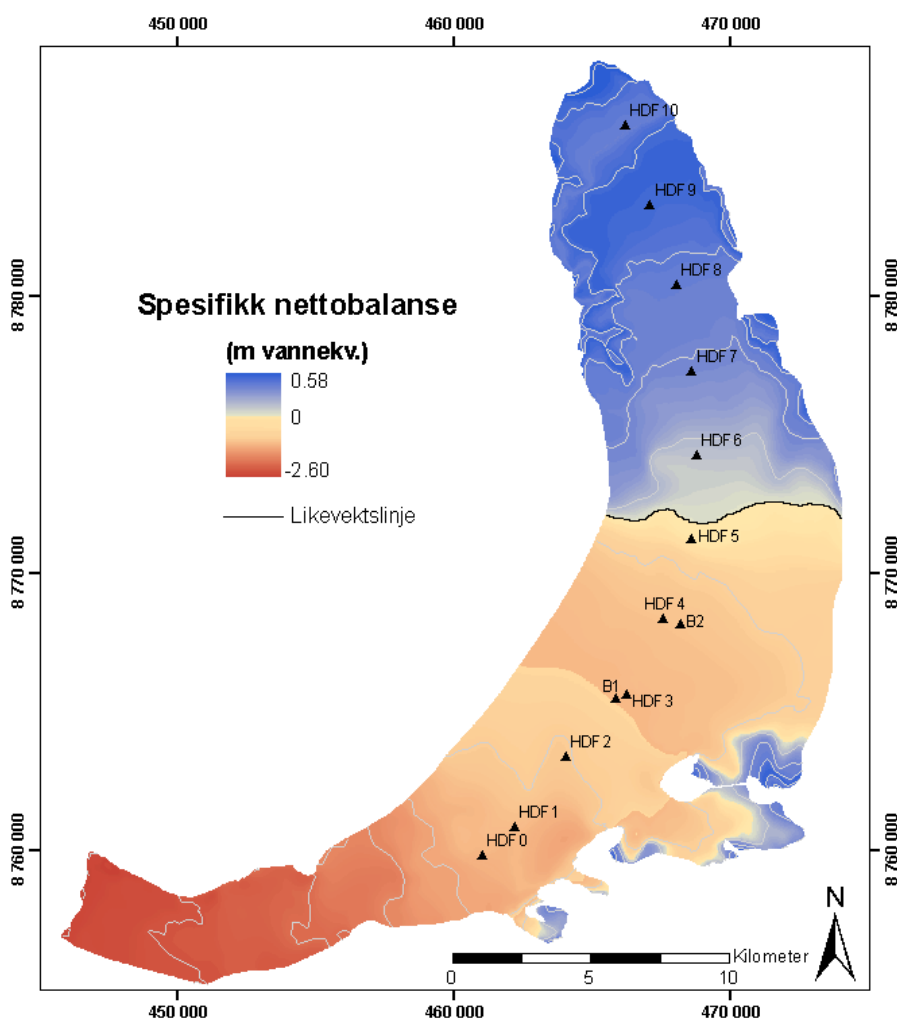 450 000 460 000 470 000
HDF 10
HDF 9
8 780 000 HDF 8 8 780 000
Spesifikk nettobalanse
(m vannekv.)
0.58
0
-2.60
Likevektslinje
HDF 7
HDF 6
HDF 5
8 770 000 8 770 000
HDF 4
B2
B1
HDF 3
HDF 2
HDF 1
HDF 0
8 760 000 8 760 000
N
Kilometer
0 5 10
450 000 460 000 470 000